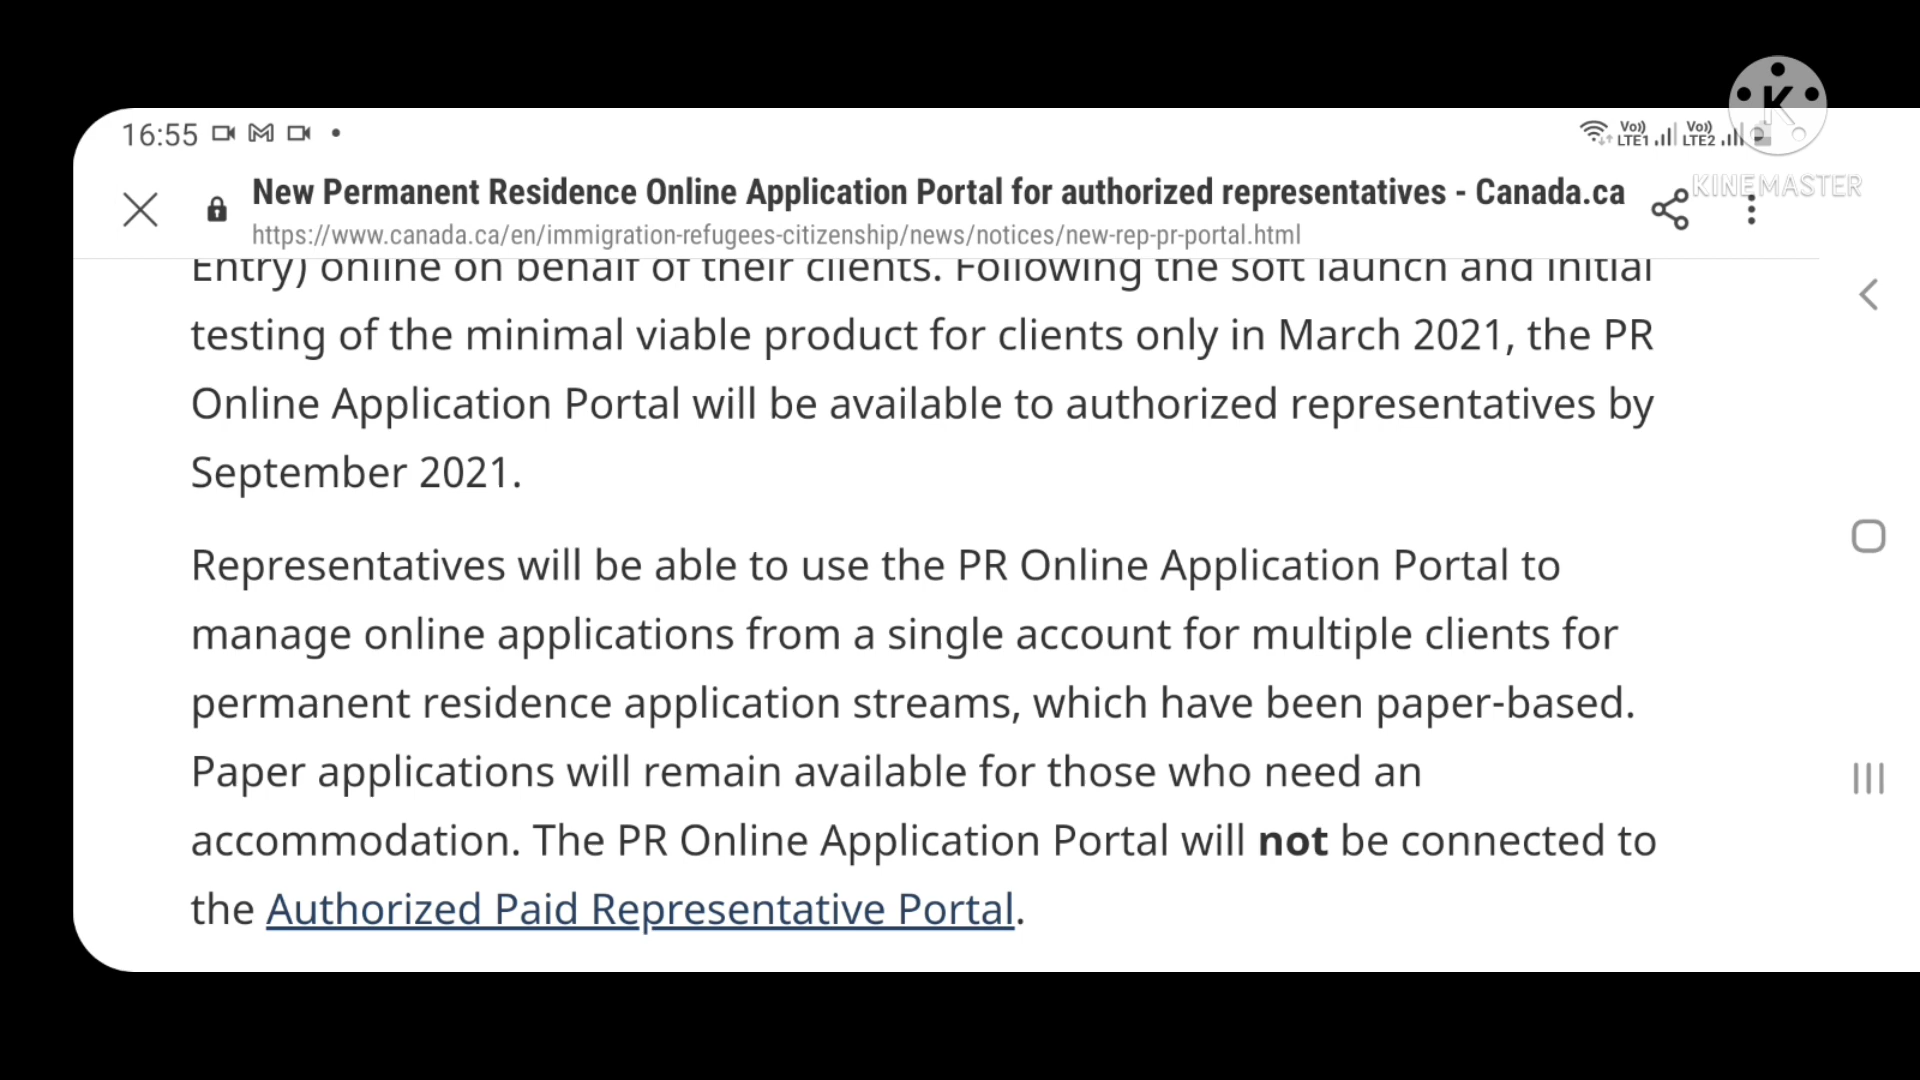 16:55
Vo)) LTE1 Vo)) LTE2
K
KINEMASTER
New Permanent Residence Online Application Portal for authorized representatives - Canada.ca
https://www.canada.ca/en/immigration-refugees-citizenship/news/notices/new-rep-pr-portal.html
Entry) online on behalf of their clients. Following the soft launch and initial
testing of the minimal viable product for clients only in March 2021, the PR
Online Application Portal will be available to authorized representatives by
September 2021.
Representatives will be able to use the PR Online Application Portal to
manage online applications from a single account for multiple clients for
permanent residence application streams, which have been paper-based.
Paper applications will remain available for those who need an
accommodation. The PR Online Application Portal will not be connected to
the Authorized Paid Representative Portal.